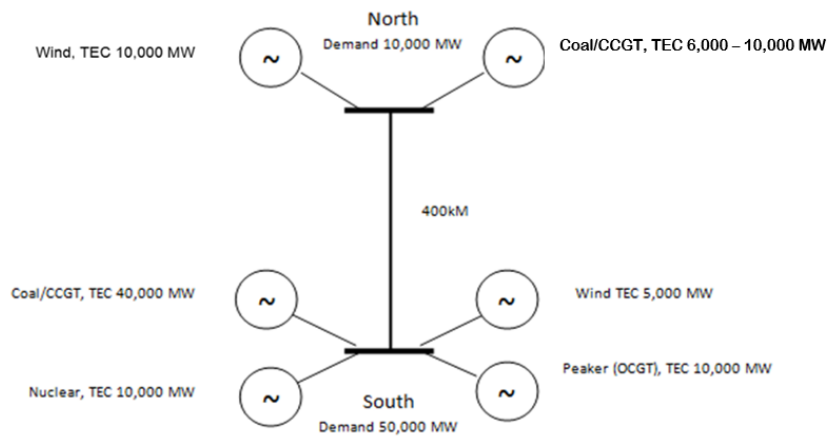 North
Demand 10,000 MW
Wind, TEC 10,000 MW
~
~
Coal/CCGT, TEC 6,000 – 10,000 MW
400kM
Coal/CCGT, TEC 40,000 MW
~
~
Wind TEC 5,000 MW
Nuclear, TEC 10,000 MW
~
~
Peaker (OCGT), TEC 10,000 MW
South
Demand 50,000 MW